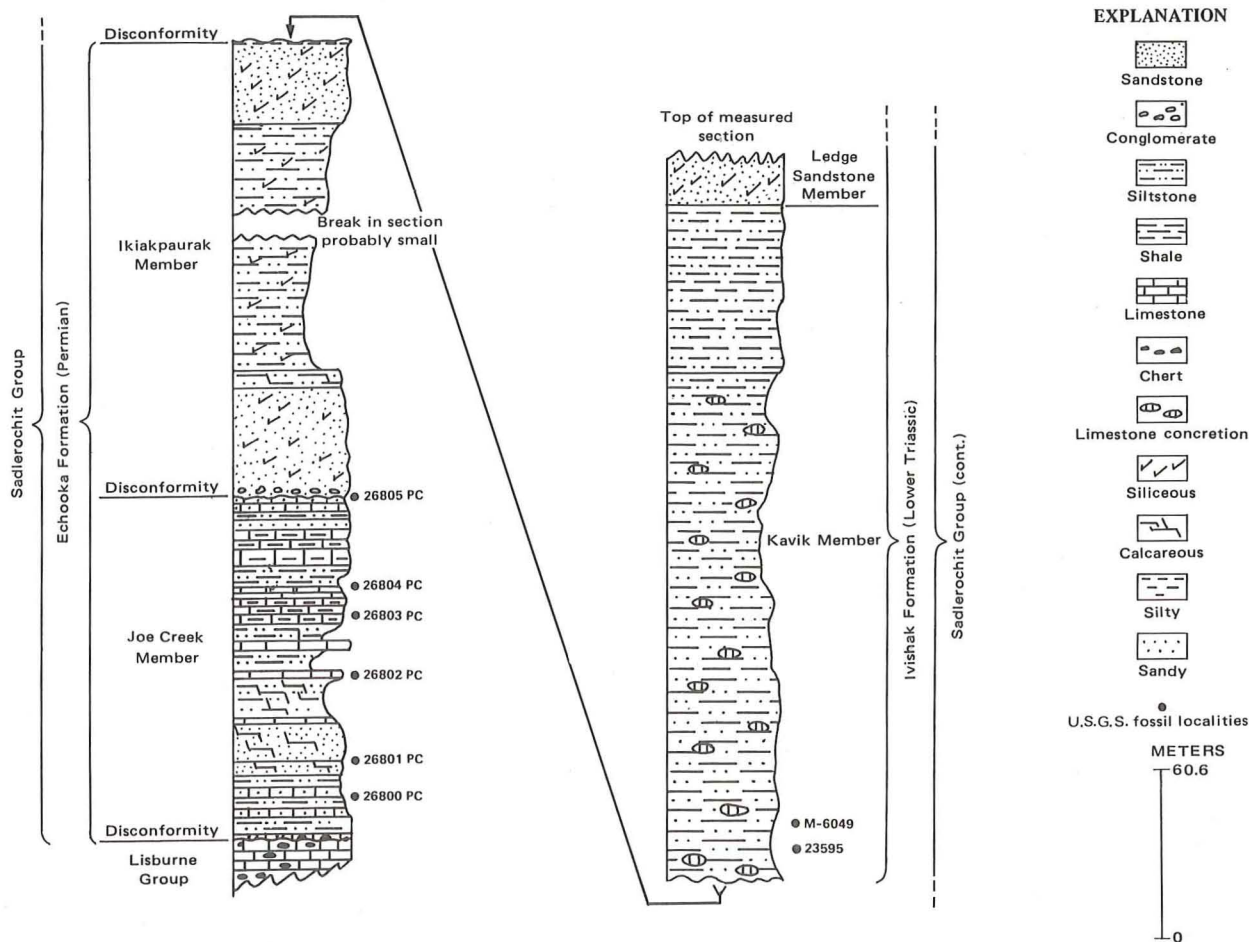 Sadlerochit Group
Echooka Formation (Permian)
Disconformity
Ikiakpaurak
Member
Break in section
probably small
Disconformity
26805 PC
26804 PC
26803 PC
Joe Creek
Member
26802 PC
26801 PC
26800 PC
Disconformity
Lisburne
Group
Top of measured
section
Ledge
Sandstone
Member
Kavik Member
M-6049
23595
Ivishak Formation (Lower Triassic)
Sadlerochit Group (cont.)
EXPLANATION
Sandstone
Conglomerate
Siltstone
Shale
Limestone
Chert
Limestone concretion
Siliceous
Calcareous
Silty
Sandy
U.S.G.S. fossil localities
METERS
60.6
0